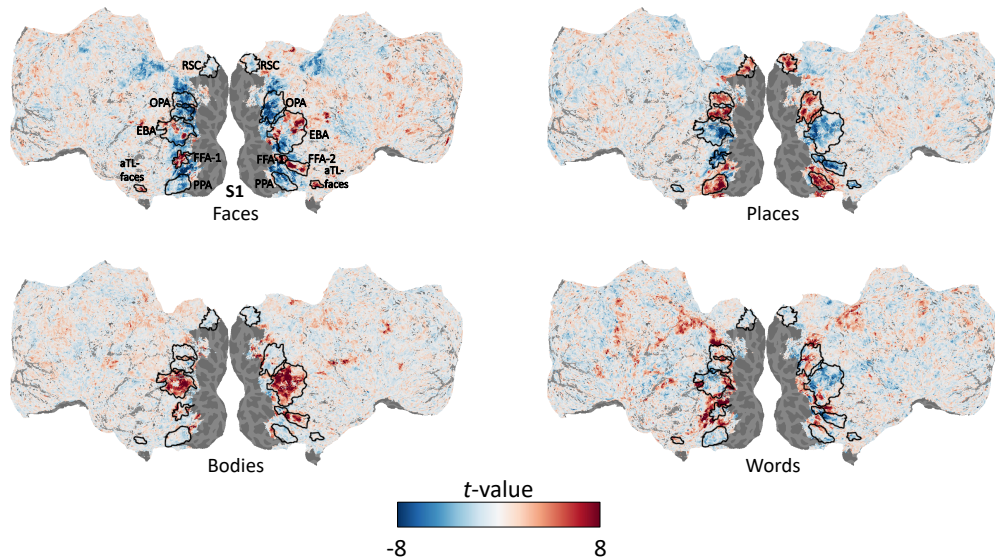 RSC
RSC
OPA
OPA
EBA
EBA
FFA-1
FFA-1
FFA-2
aTL-
faces
aTL-
faces
PPA
PPA
S1
Faces
Places
Bodies
Words
t-value
-8
8